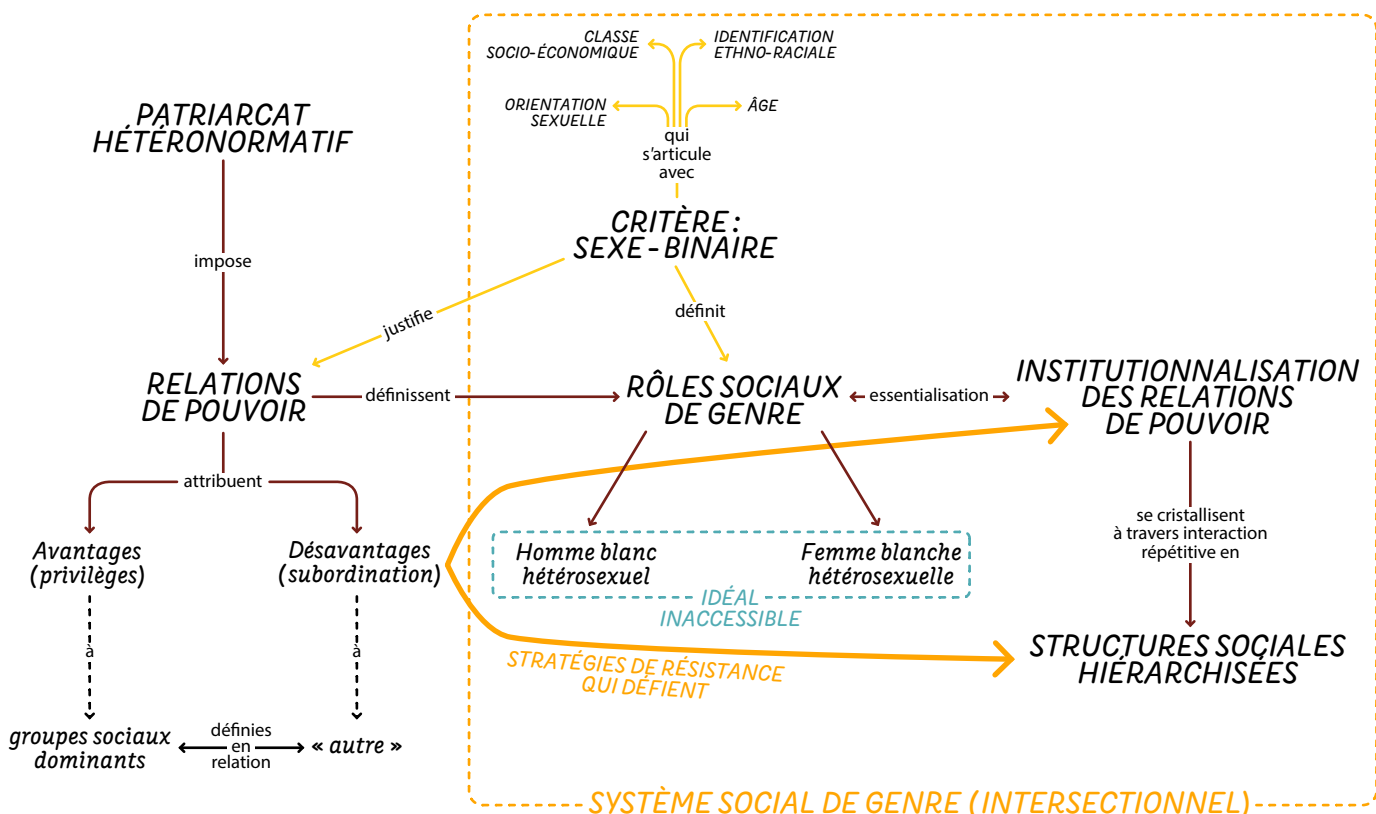 CLASSE
SOCIO-ÉCONOMIQUE
IDENTIFICATION
ETHNO-RACIALE
ORIENTATION
SEXUELLE
ÂGE
qui
s'articule
avec
PATRIARCAT
HÉTÉRONORMATIF
CRITÈRE :
SEXE - BINAIRE
impose
justifie
définit
RELATIONS
DE POUVOIR
définissent
RÔLES SOCIAUX
DE GENRE
essentialisation
INSTITUTIONNALISATION
DES RELATIONS
DE POUVOIR
attribuent
se cristallisent
à travers interaction
répétitive en
Avantages
(privilèges)
Désavantages
(subordination)
Homme blanc
hétérosexuel
Femme blanche
hétérosexuelle
IDÉAL
INACCESSIBLE
à
à
STRATÉGIES DE RÉSISTANCE
QUI DÉFIENT
STRUCTURES SOCIALES
HIÉRARCHISÉES
groupes sociaux
dominants
définies
en
relation
« autre »
SYSTÈME SOCIAL DE GENRE (INTERSECTIONNEL)